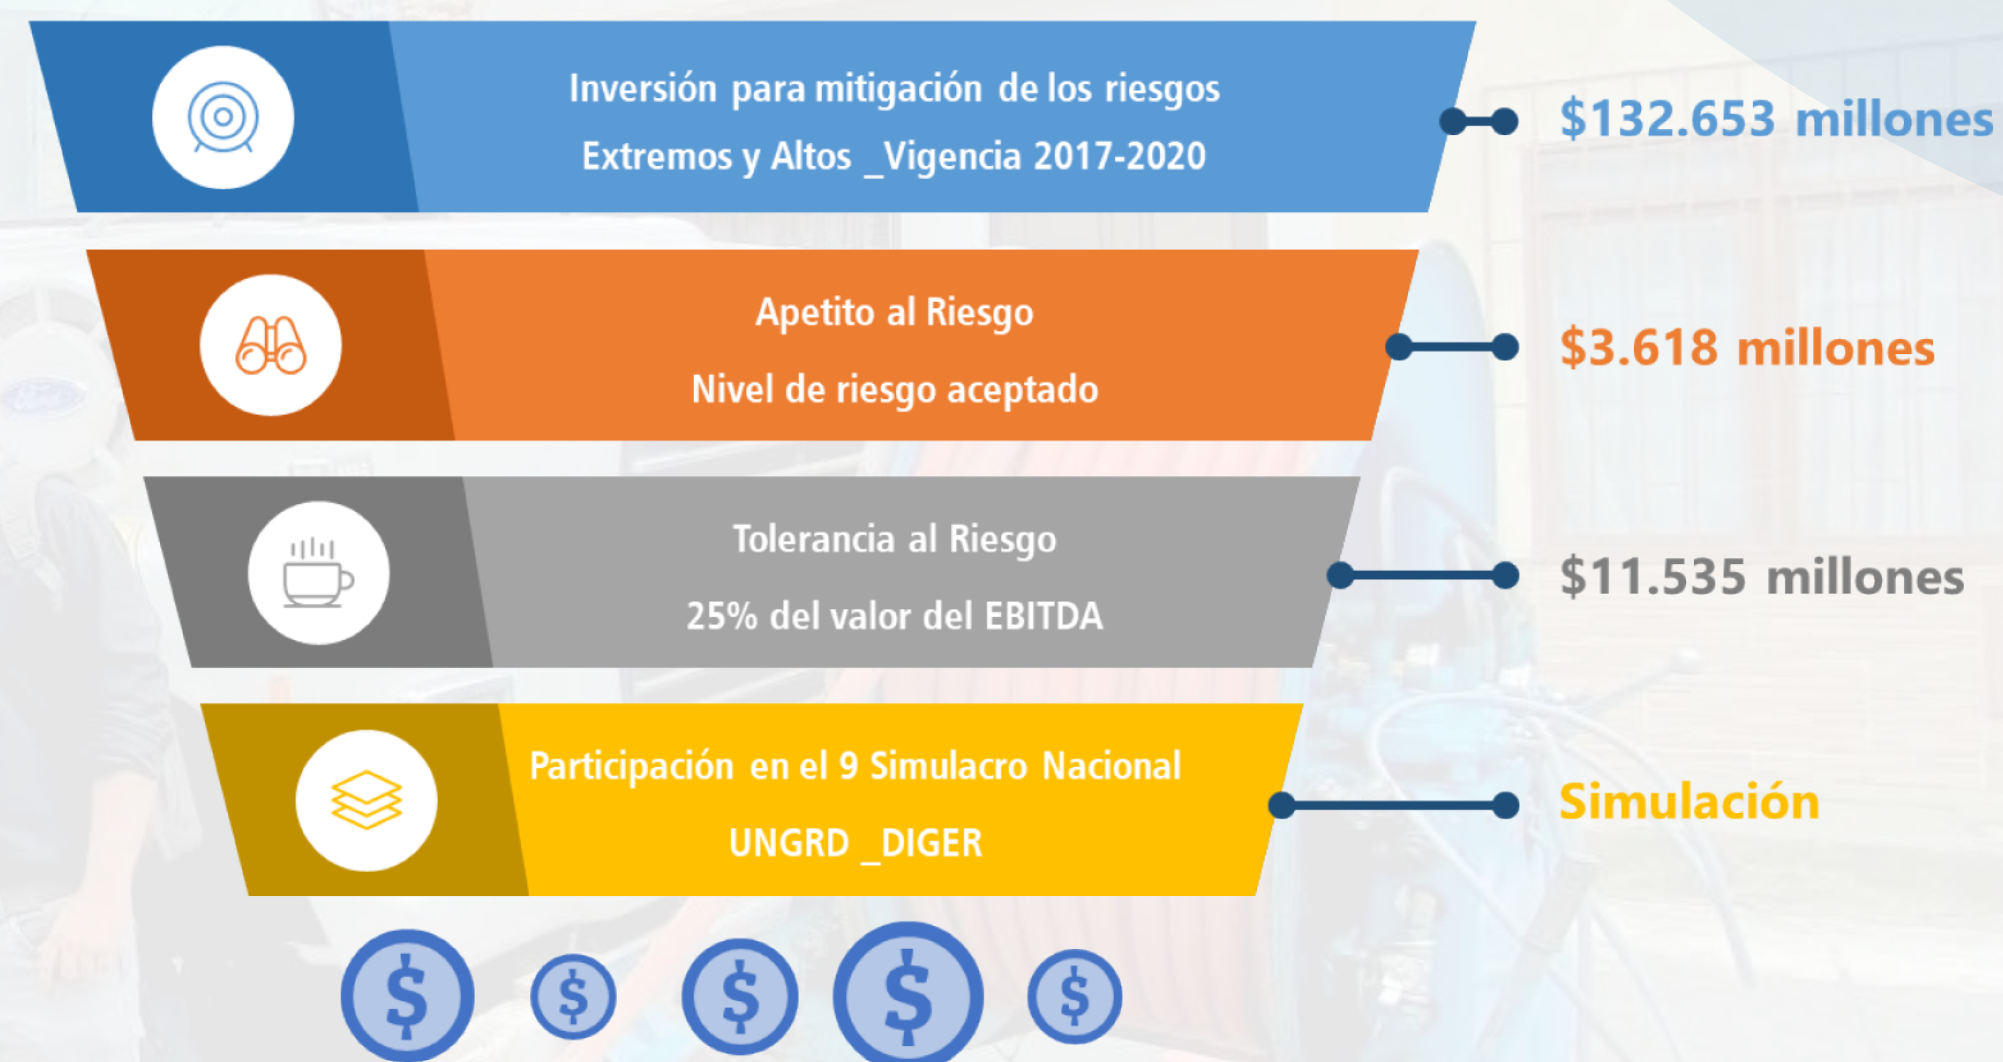 Inversión para mitigación de los riesgos
Extremos y Altos _Vigencia 2017-2020
$132.653 millones
Apetito al Riesgo
Nivel de riesgo aceptado
$3.618 millones
Tolerancia al Riesgo
25% del valor del EBITDA
$11.535 millones
Participación en el 9 Simulacro Nacional
UNGRD _DIGER
Simulación
$ $ $ $ $